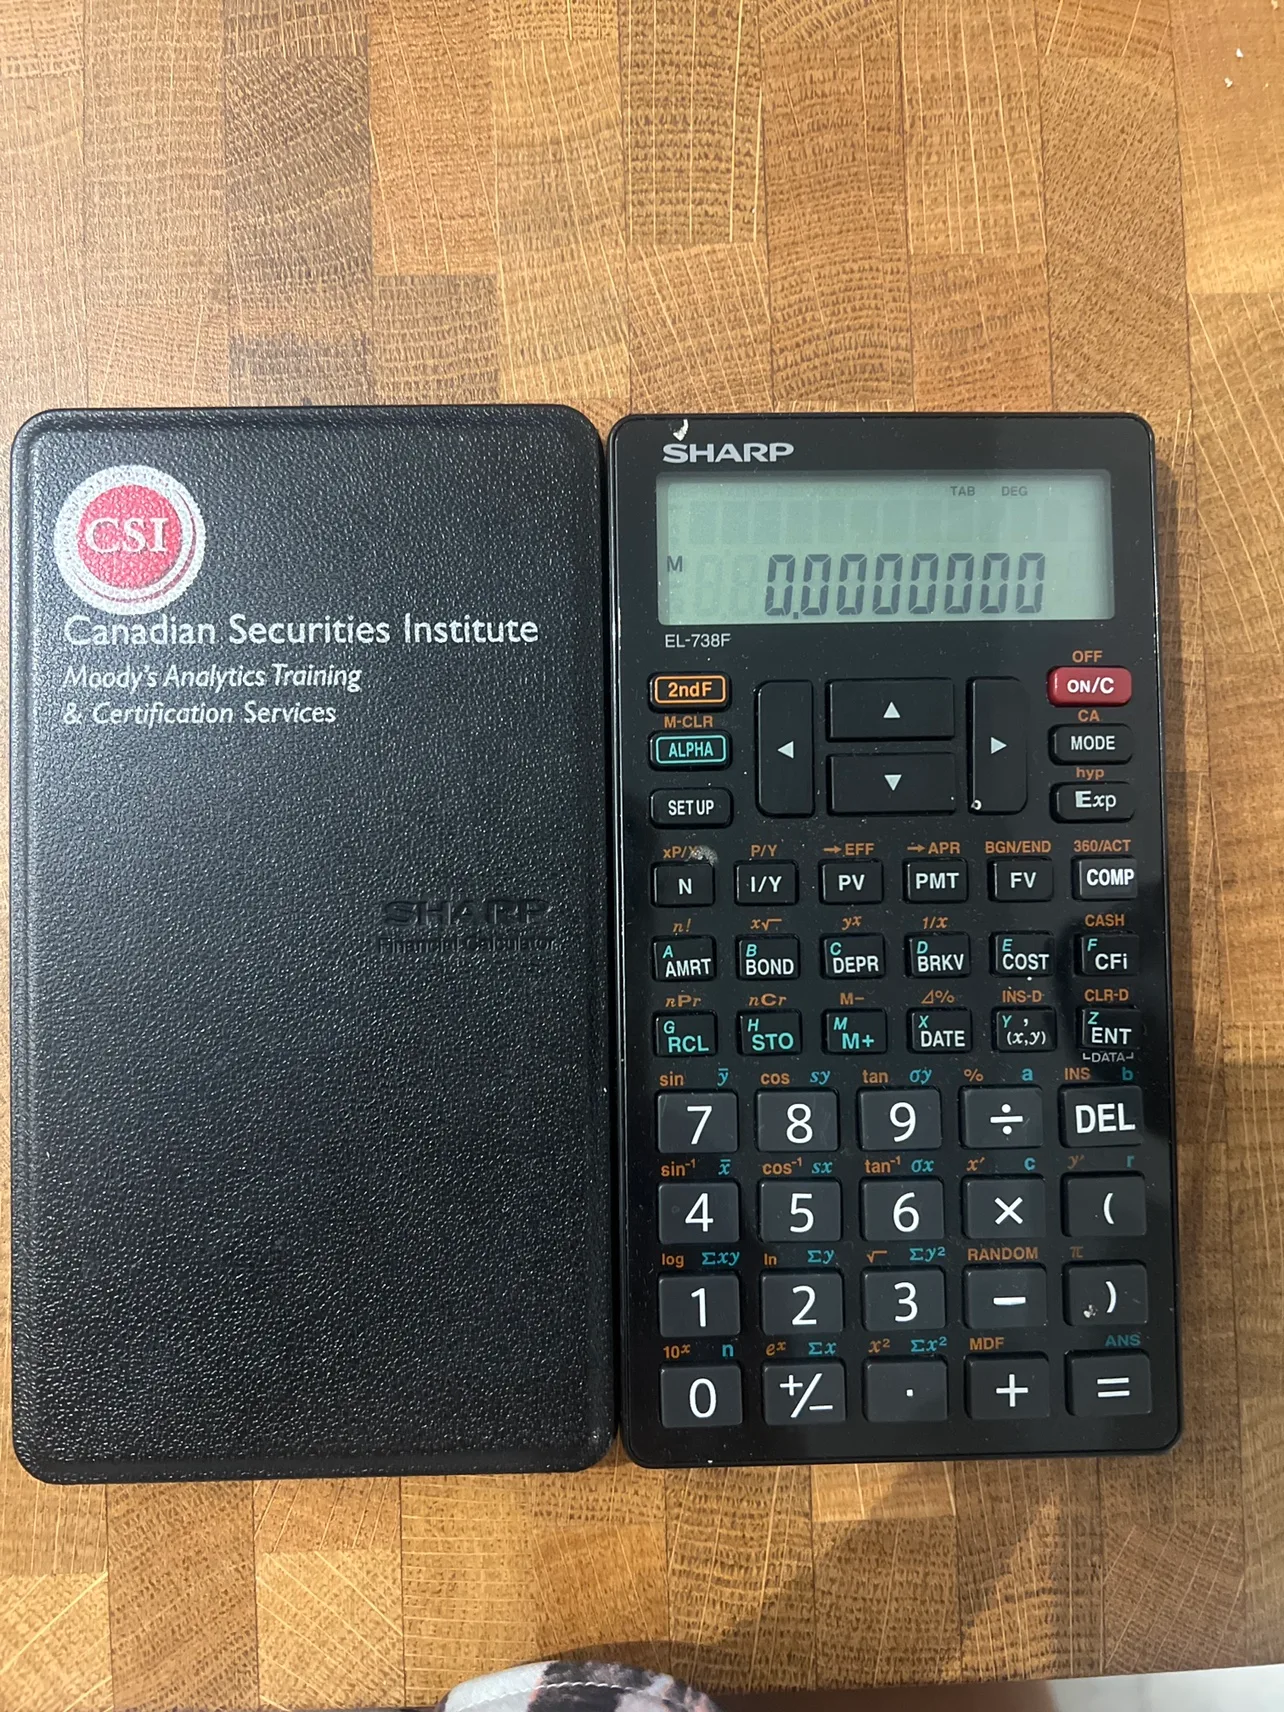 CSI
Canadian Securities Institute
Moody's Analytics Training
& Certification Services
SHARP
Financial Calculator
SHARP
TAB DEG
M 0.0000000
EL-738F
OFF
2ndF ▲ ON/C
M-CLR CA
ALPHA ◀ ▶ MODE
▼ hyp
SETUP Exp
P/Y →EFF →APR BGN/END 360/ACT
N I/Y PV PMT FV COMP
n! x√ yx 1/x CASH
A B C D E F
AMRT BOND DEPR BRKV COST CFi
nPr nCr M− ⊿% INS-D CLR-D
G H M X Y , Z
RCL STO M+ DATE (x,y) ENT
DATA
sin ȳ cos sy tan σy % a INS b
7 8 9 ÷ DEL
sin⁻¹ x̄ cos⁻¹ sx tan⁻¹ σx x' c y' r
4 5 6 × (
log Σxy ln Σy √ Σy² RANDOM π
1 2 3 − )
10ˣ n eˣ Σx x² Σx² MDF ANS
0 +/− · + =